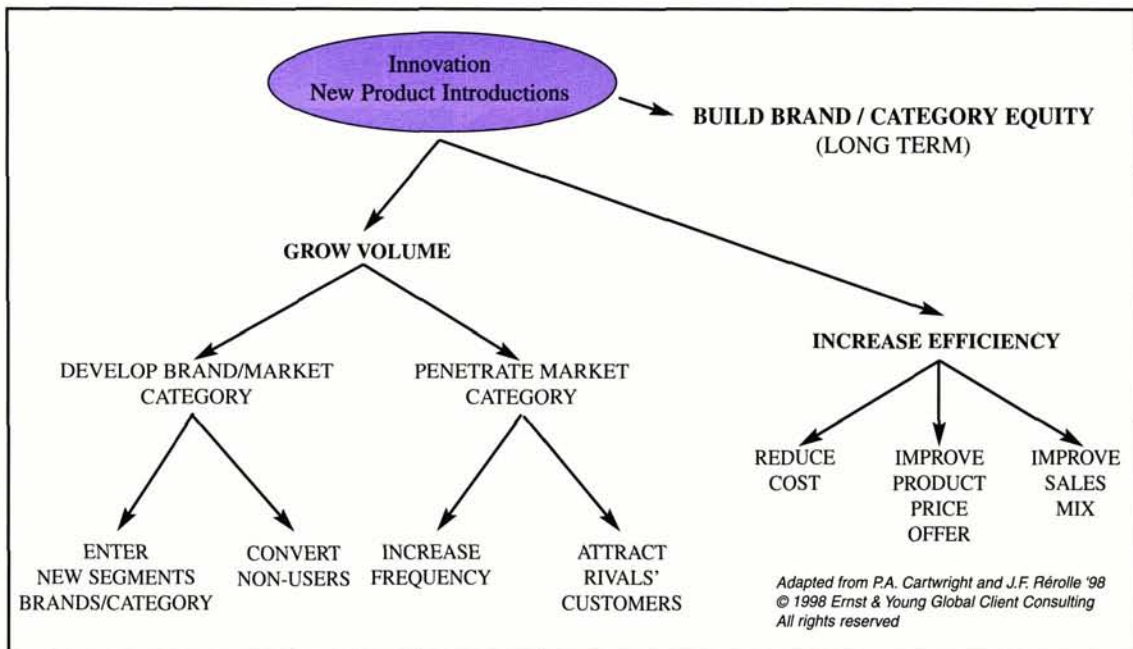 Innovation
New Product Introductions
BUILD BRAND / CATEGORY EQUITY
(LONG TERM)
GROW VOLUME
INCREASE EFFICIENCY
DEVELOP BRAND/MARKET
CATEGORY
PENETRATE MARKET
CATEGORY
REDUCE
COST
IMPROVE
PRODUCT
PRICE
OFFER
IMPROVE
SALES
MIX
ENTER
NEW SEGMENTS
BRANDS/CATEGORY
CONVERT
NON-USERS
INCREASE
FREQUENCY
ATTRACT
RIVALS'
CUSTOMERS
Adapted from P.A. Cartwright and J.F. Rérolle '98
© 1998 Ernst & Young Global Client Consulting
All rights reserved